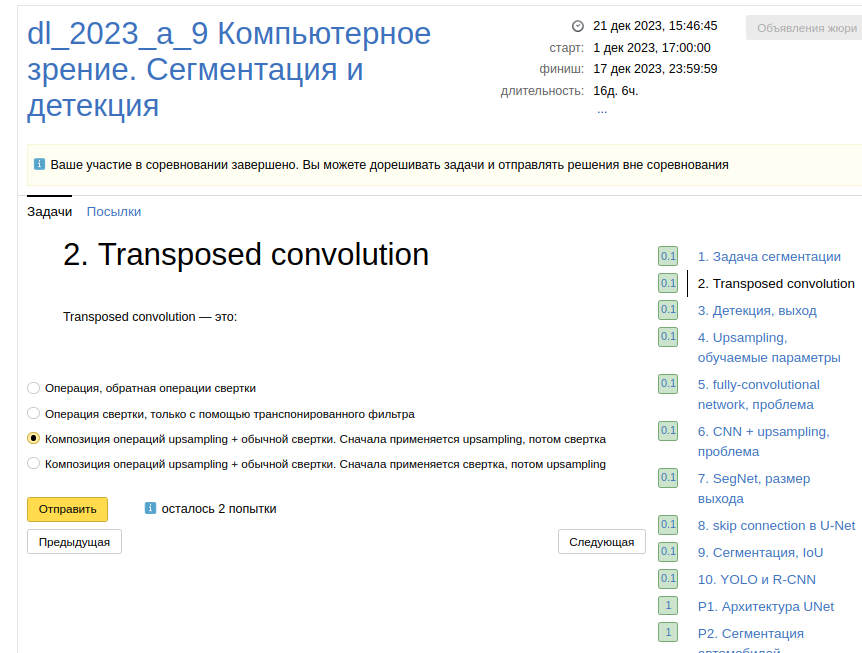 dl_2023_a_9 Компьютерное
зрение. Сегментация и
детекция
21 дек 2023, 15:46:45
старт: 1 дек 2023, 17:00:00
финиш: 17 дек 2023, 23:59:59
длительность: 16д. 6ч.
...
Объявления жюри
Ваше участие в соревновании завершено. Вы можете дорешивать задачи и отправлять решения вне соревнования
Задачи Посылки
2. Transposed convolution
Transposed convolution — это:
Операция, обратная операции свертки
Операция свертки, только с помощью транспонированного фильтра
Композиция операций upsampling + обычной свертки. Сначала применяется upsampling, потом свертка
Композиция операций upsampling + обычной свертки. Сначала применяется свертка, потом upsampling
Отправить осталось 2 попытки
Предыдущая Следующая
0.1 1. Задача сегментации
0.1 2. Transposed convolution
0.1 3. Детекция, выход
0.1 4. Upsampling,
обучаемые параметры
0.1 5. fully-convolutional
network, проблема
0.1 6. CNN + upsampling,
проблема
0.1 7. SegNet, размер
выхода
0.1 8. skip connection в U-Net
0.1 9. Сегментация, IoU
0.1 10. YOLO и R-CNN
1 P1. Архитектура UNet
1 P2. Сегментация
автомобилей